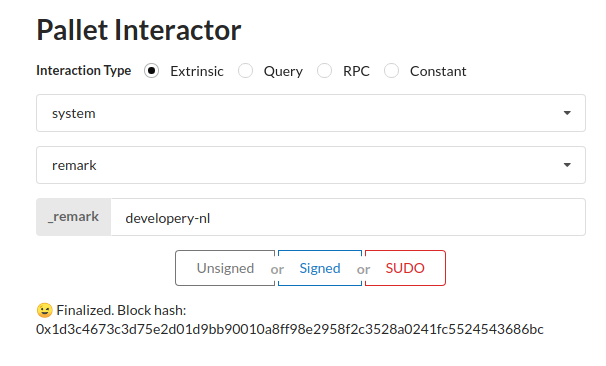 Pallet Interactor
Interaction Type Extrinsic Query RPC Constant
system
remark
_remark developery-nl
Unsigned or Signed or SUDO
😉 Finalized. Block hash:
0x1d3c4673c3d75e2d01d9bb90010a8ff98e2958f2c3528a0241fc5524543686bc